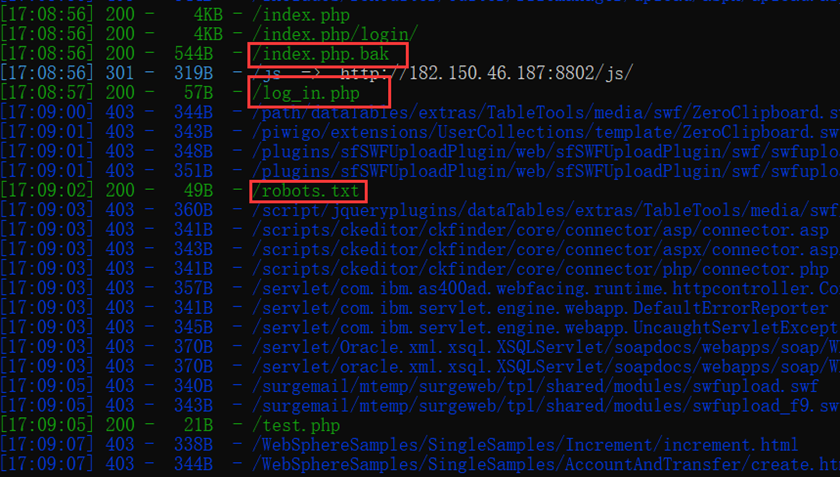 [17:08:56] 200 - 4KB - /index.php
[17:08:56] 200 - 4KB - /index.php/login/
[17:08:56] 200 - 544B - /index.php.bak
[17:08:56] 301 - 319B - /js -> http://182.150.46.187:8802/js/
[17:08:57] 200 - 57B - /log_in.php
[17:09:00] 403 - 344B - /path/dataTables/extras/TableTools/media/swf/ZeroClipboard.sw
[17:09:01] 403 - 343B - /piwigo/extensions/UserCollections/template/ZeroClipboard.sw
[17:09:01] 403 - 348B - /plugins/sfSWFUploadPlugin/web/sfSWFUploadPlugin/swf/swfuplo
[17:09:01] 403 - 351B - /plugins/sfSWFUploadPlugin/web/sfSWFUploadPlugin/swf/swfuplo
[17:09:02] 200 - 49B - /robots.txt
[17:09:03] 403 - 360B - /script/jqueryplugins/dataTables/extras/TableTools/media/swf
[17:09:03] 403 - 341B - /scripts/ckeditor/ckfinder/core/connector/asp/connector.asp
[17:09:03] 403 - 343B - /scripts/ckeditor/ckfinder/core/connector/aspx/connector.asp
[17:09:03] 403 - 341B - /scripts/ckeditor/ckfinder/core/connector/php/connector.php
[17:09:03] 403 - 357B - /servlet/com.ibm.as400ad.webfacing.runtime.httpcontroller.Co
[17:09:03] 403 - 341B - /servlet/com.ibm.servlet.engine.webapp.DefaultErrorReporter
[17:09:03] 403 - 345B - /servlet/com.ibm.servlet.engine.webapp.UncaughtServletExcept
[17:09:03] 403 - 370B - /servlet/Oracle.xml.xsql.XSQLServlet/soapdocs/webapps/soap/W
[17:09:03] 403 - 370B - /servlet/oracle.xml.xsql.XSQLServlet/soapdocs/webapps/soap/W
[17:09:05] 403 - 340B - /surgemail/mtemp/surgeweb/tpl/shared/modules/swfupload.swf
[17:09:05] 403 - 343B - /surgemail/mtemp/surgeweb/tpl/shared/modules/swfupload_f9.sw
[17:09:05] 200 - 21B - /test.php
[17:09:07] 403 - 338B - /WebSphereSamples/SingleSamples/Increment/increment.html
[17:09:07] 403 - 344B - /WebSphereSamples/SingleSamples/AccountAndTransfer/create.ht